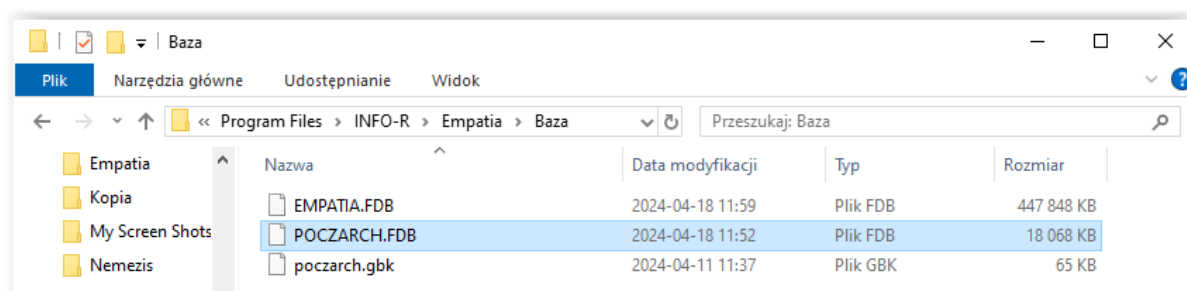 Baza
Plik Narzędzia główne Udostępnianie Widok
« Program Files > INFO-R > Empatia > Baza Przeszukaj: Baza
Empatia Nazwa Data modyfikacji Typ Rozmiar
Kopia EMPATIA.FDB 2024-04-18 11:59 Plik FDB 447 848 KB
My Screen Shots POCZARCH.FDB 2024-04-18 11:52 Plik FDB 18 068 KB
Nemezis poczarch.gbk 2024-04-11 11:37 Plik GBK 65 KB